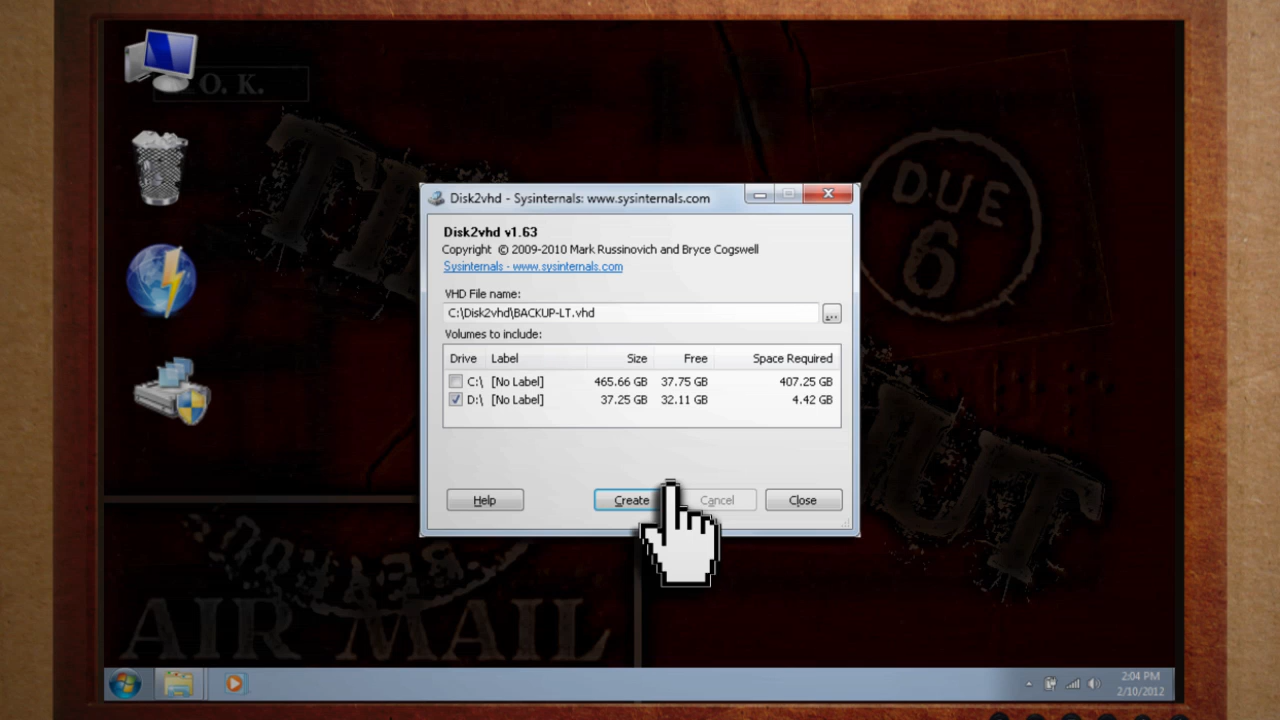 O. K.
DUE
6
Disk2vhd - Sysinternals: www.sysinternals.com
Disk2vhd v1.63
Copyright © 2009-2010 Mark Russinovich and Bryce Cogswell
Sysinternals - www.sysinternals.com
VHD File name:
C:\Disk2vhd\BACKUP-LT.vhd
...
Volumes to include:
Drive Label Size Free Space Required
C:\ [No Label] 465.66 GB 37.75 GB 407.25 GB
D:\ [No Label] 37.25 GB 32.11 GB 4.42 GB
Help Create Cancel Close
AIR MAIL
2:04 PM
2/10/2012